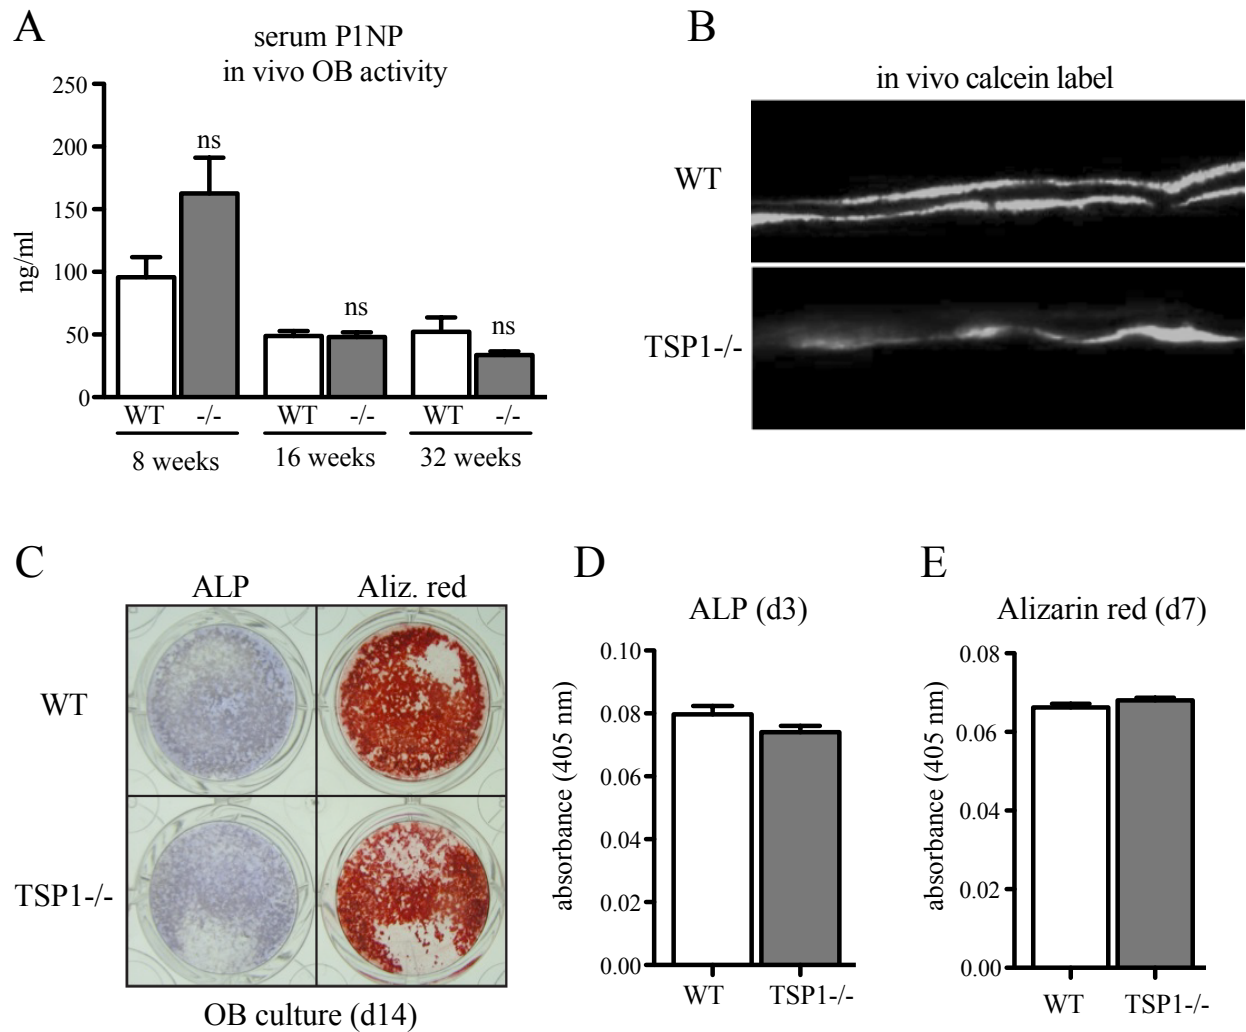 A
serum P1NP
in vivo OB activity
250
200
150
100
50
0
ng/ml
ns
ns
ns
WT -/- WT -/- WT -/-
8 weeks 16 weeks 32 weeks
B
in vivo calcein label
WT
TSP1-/-
C
ALP Aliz. red
WT
TSP1-/-
OB culture (d14)
D
ALP (d3)
absorbance (405 nm)
0.10
0.08
0.06
0.04
0.02
0.00
WT TSP1-/-
E
Alizarin red (d7)
absorbance (405 nm)
0.08
0.06
0.04
0.02
0.00
WT TSP1-/-